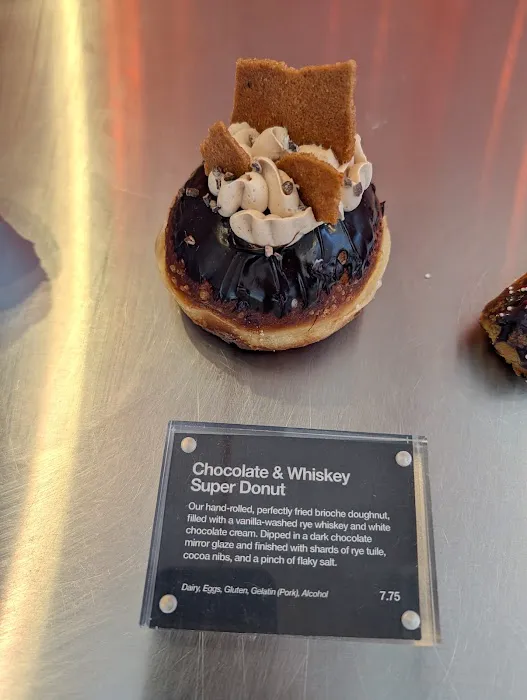 Chocolate & Whiskey
Super Donut
Our hand-rolled, perfectly fried brioche doughnut,
filled with a vanilla-washed rye whiskey and white
chocolate cream. Dipped in a dark chocolate
mirror glaze and finished with shards of rye tuile,
cocoa nibs, and a pinch of flaky salt.
Dairy, Eggs, Gluten, Gelatin (Pork), Alcohol
7.75